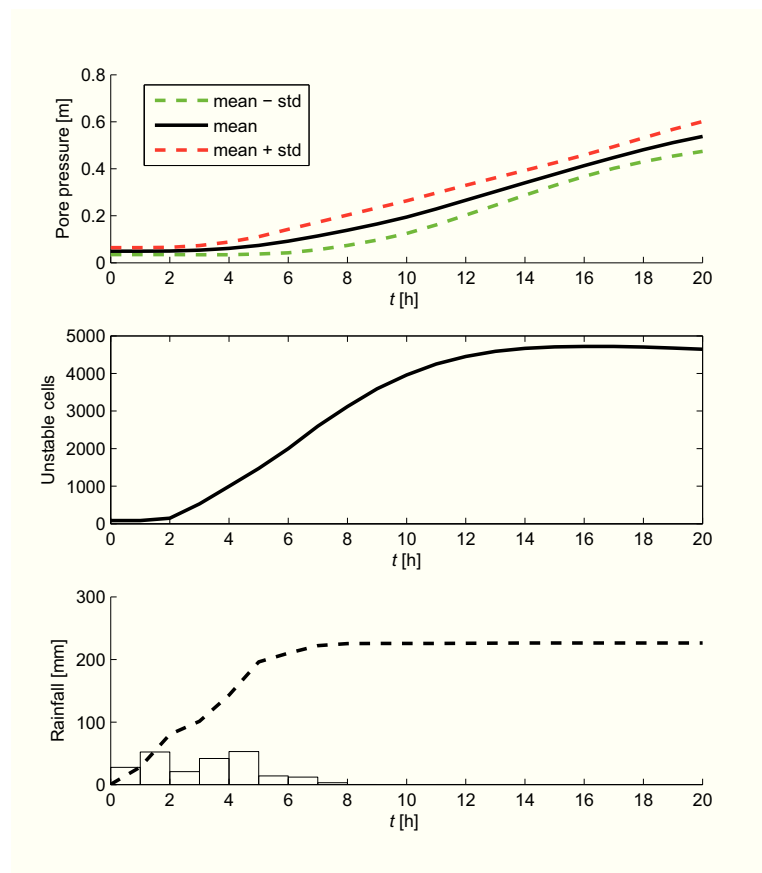 0.8
0.6
0.4
0.2
0
Pore pressure [m]
mean − std
mean
mean + std
0 2 4 6 8 10 12 14 16 18 20
t [h]
5000
4000
3000
2000
1000
0
Unstable cells
0 2 4 6 8 10 12 14 16 18 20
t [h]
300
200
100
0
Rainfall [mm]
0 2 4 6 8 10 12 14 16 18 20
t [h]